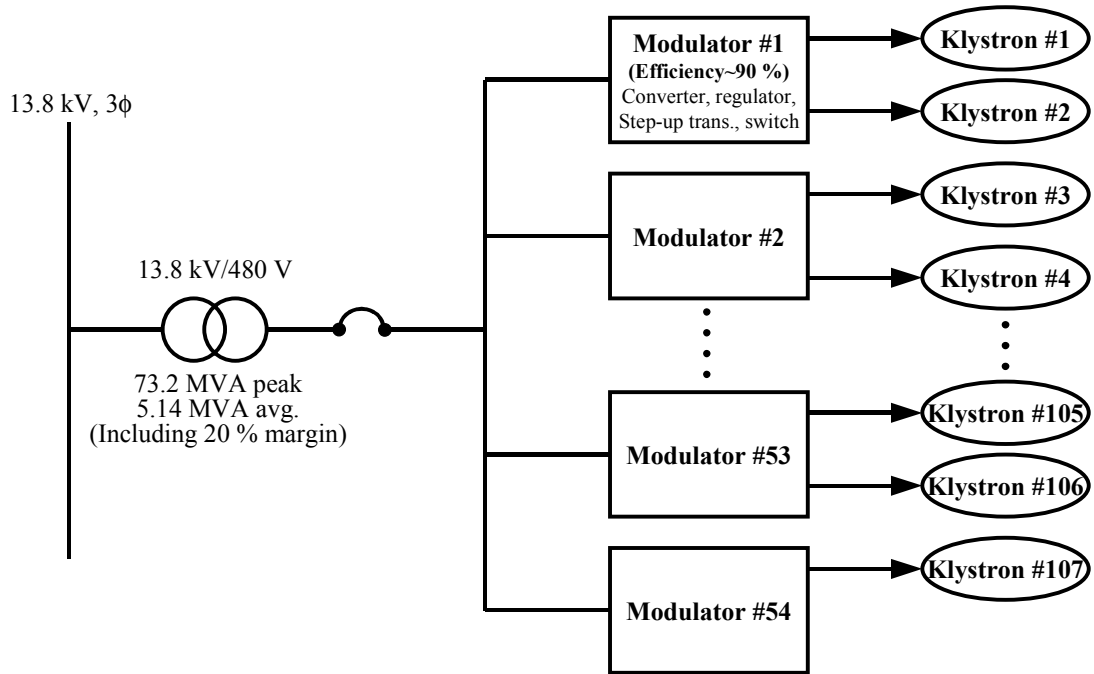 13.8 kV, 3ϕ
13.8 kV/480 V
73.2 MVA peak
5.14 MVA avg.
(Including 20 % margin)
Modulator #1
(Efficiency~90 %)
Converter, regulator,
Step-up trans., switch
Klystron #1
Klystron #2
Modulator #2
Klystron #3
Klystron #4
Modulator #53
Klystron #105
Klystron #106
Modulator #54
Klystron #107